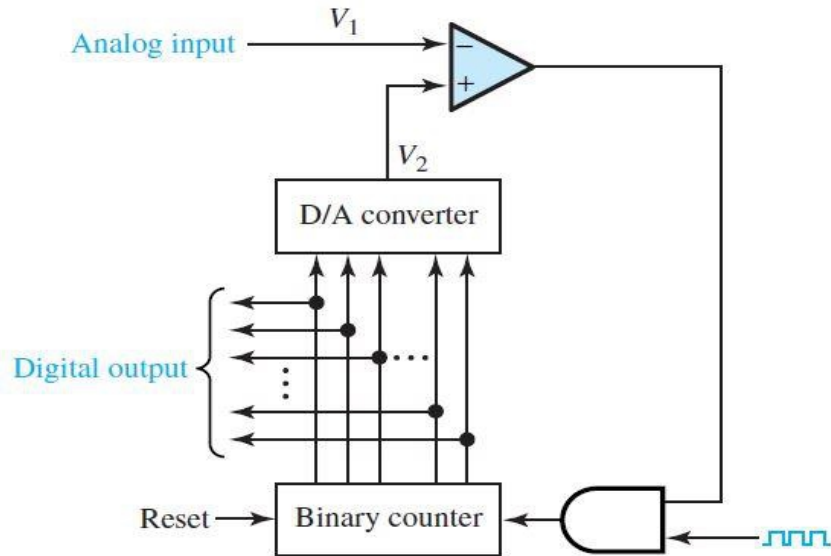 V1
Analog input
−
+
V2
D/A converter
Digital output
Reset
Binary counter